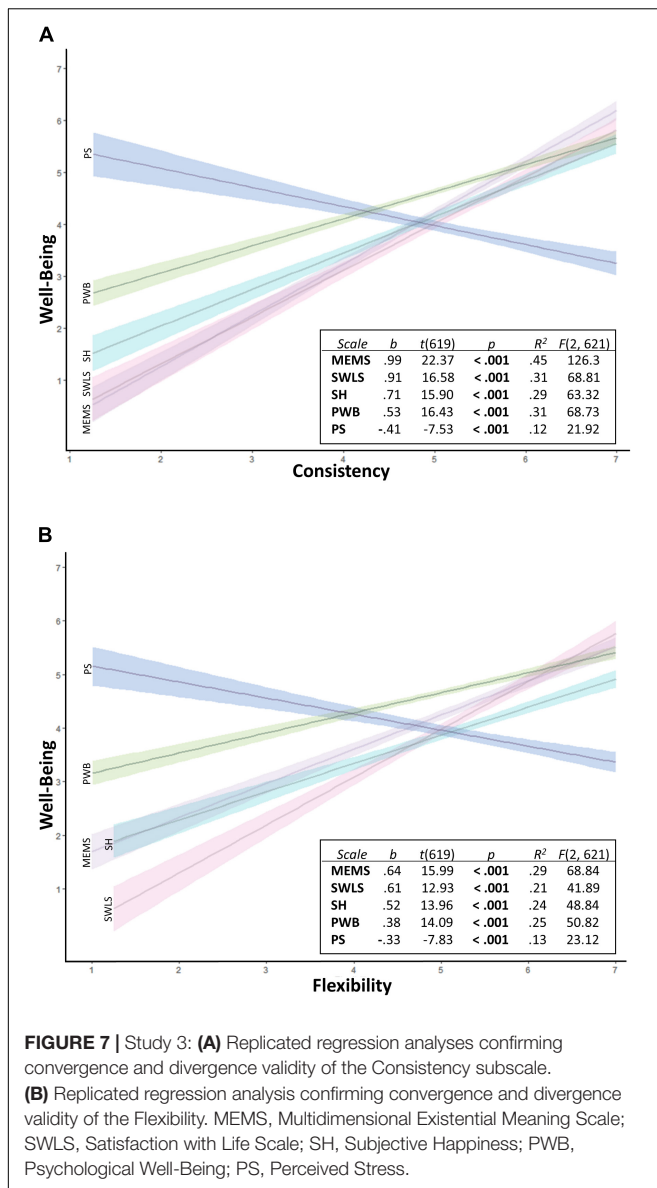 A
7
6
5
4
3
2
1
Well-Being
PS
PWB
SH
SWLS
MEMS
Scale b t(619) p R² F(2, 621)
MEMS .99 22.37 < .001 .45 126.3
SWLS .91 16.58 < .001 .31 68.81
SH .71 15.90 < .001 .29 63.32
PWB .53 16.43 < .001 .31 68.73
PS -.41 -7.53 < .001 .12 21.92
1 2 3 4 5 6 7
Consistency
B
7
6
5
4
3
2
1
Well-Being
PS
PWB
MEMS
SH
SWLS
Scale b t(619) p R² F(2, 621)
MEMS .64 15.99 < .001 .29 68.84
SWLS .61 12.93 < .001 .21 41.89
SH .52 13.96 < .001 .24 48.84
PWB .38 14.09 < .001 .25 50.82
PS -.33 -7.83 < .001 .13 23.12
1 2 3 4 5 6 7
Flexibility
FIGURE 7 | Study 3: (A) Replicated regression analyses confirming
convergence and divergence validity of the Consistency subscale.
(B) Replicated regression analysis confirming convergence and divergence
validity of the Flexibility. MEMS, Multidimensional Existential Meaning Scale;
SWLS, Satisfaction with Life Scale; SH, Subjective Happiness; PWB,
Psychological Well-Being; PS, Perceived Stress.